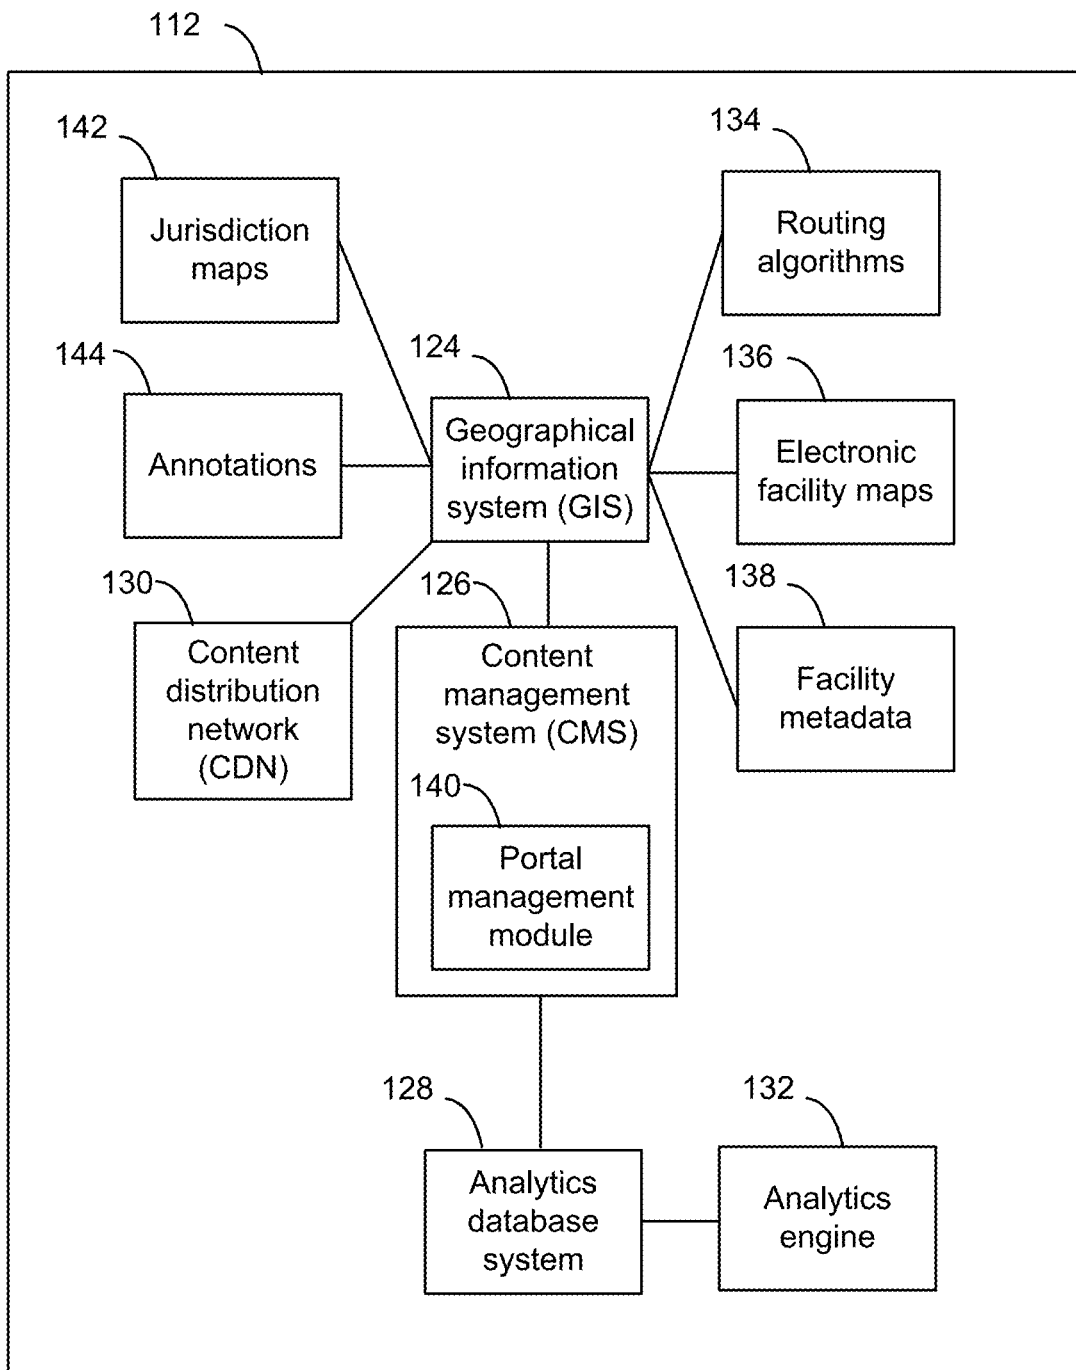 112
142
Jurisdiction
maps
134
Routing
algorithms
144
Annotations
124
Geographical
information
system (GIS)
136
Electronic
facility maps
130
Content
distribution
network
(CDN)
126
Content
management
system (CMS)
138
Facility
metadata
140
Portal
management
module
128
Analytics
database
system
132
Analytics
engine